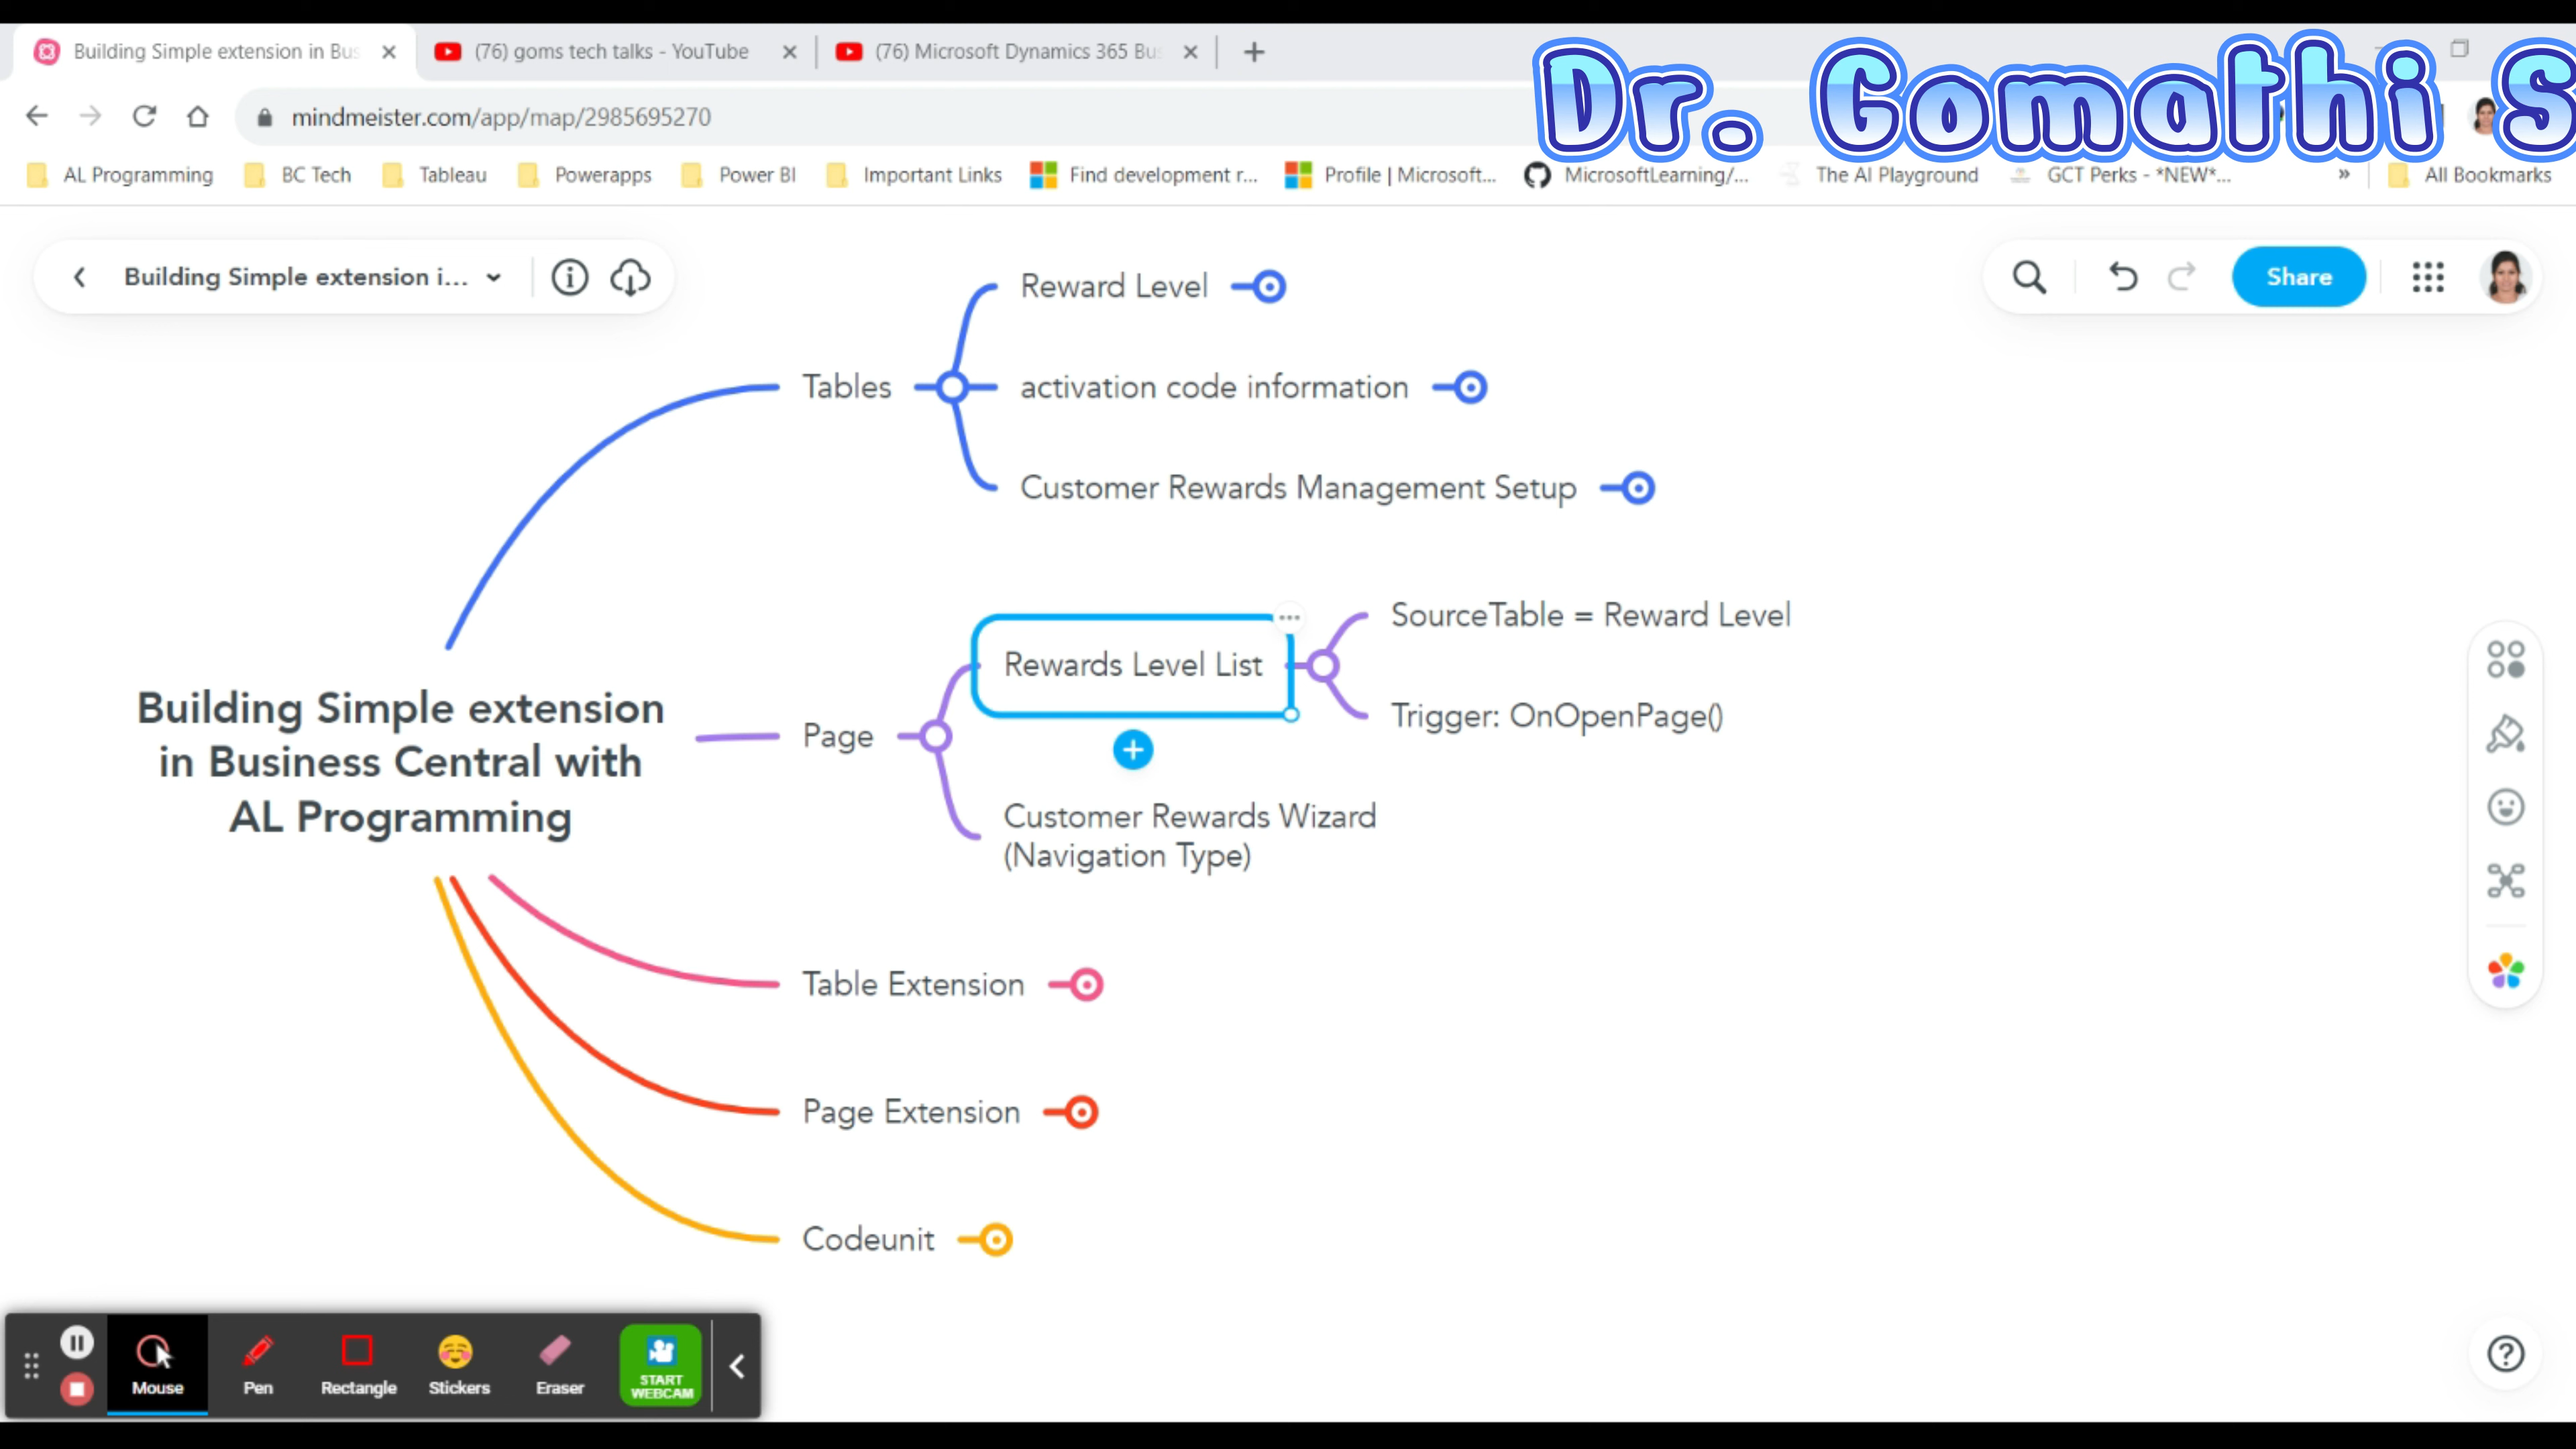 Building Simple extension in Bus
(76) goms tech talks - YouTube
(76) Microsoft Dynamics 365 Bus
Dr. Gomathi S
mindmeister.com/app/map/2985695270
AL Programming
BC Tech
Tableau
Powerapps
Power BI
Important Links
Find development r...
Profile | Microsoft...
MicrosoftLearning/...
The AI Playground
GCT Perks - *NEW*...
»
All Bookmarks
Building Simple extension i...
Share
Reward Level
Tables
activation code information
Customer Rewards Management Setup
SourceTable = Reward Level
Rewards Level List
Trigger: OnOpenPage()
Page
Customer Rewards Wizard
(Navigation Type)
Building Simple extension
in Business Central with
AL Programming
Table Extension
Page Extension
Codeunit
Mouse
Pen
Rectangle
Stickers
Eraser
START
WEBCAM